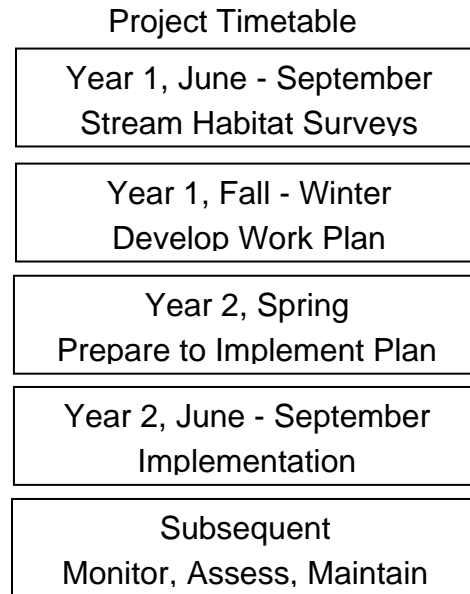 Project Timetable
Year 1, June - September
Stream Habitat Surveys
Year 1, Fall - Winter
Develop Work Plan
Year 2, Spring
Prepare to Implement Plan
Year 2, June - September
Implementation
Subsequent
Monitor, Assess, Maintain